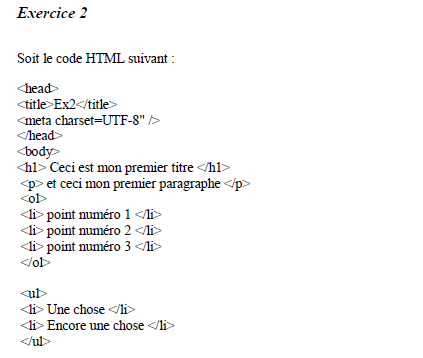 Exercice 2
Soit le code HTML suivant :
<head>
<title>Ex2</title>
<meta charset=UTF-8" />
</head>
<body>
<h1> Ceci est mon premier titre </h1>
<p> et ceci mon premier paragraphe </p>
<ol>
<li> point numéro 1 </li>
<li> point numéro 2 </li>
<li> point numéro 3 </li>
</ol>
<ul>
<li> Une chose </li>
<li> Encore une chose </li>
</ul>